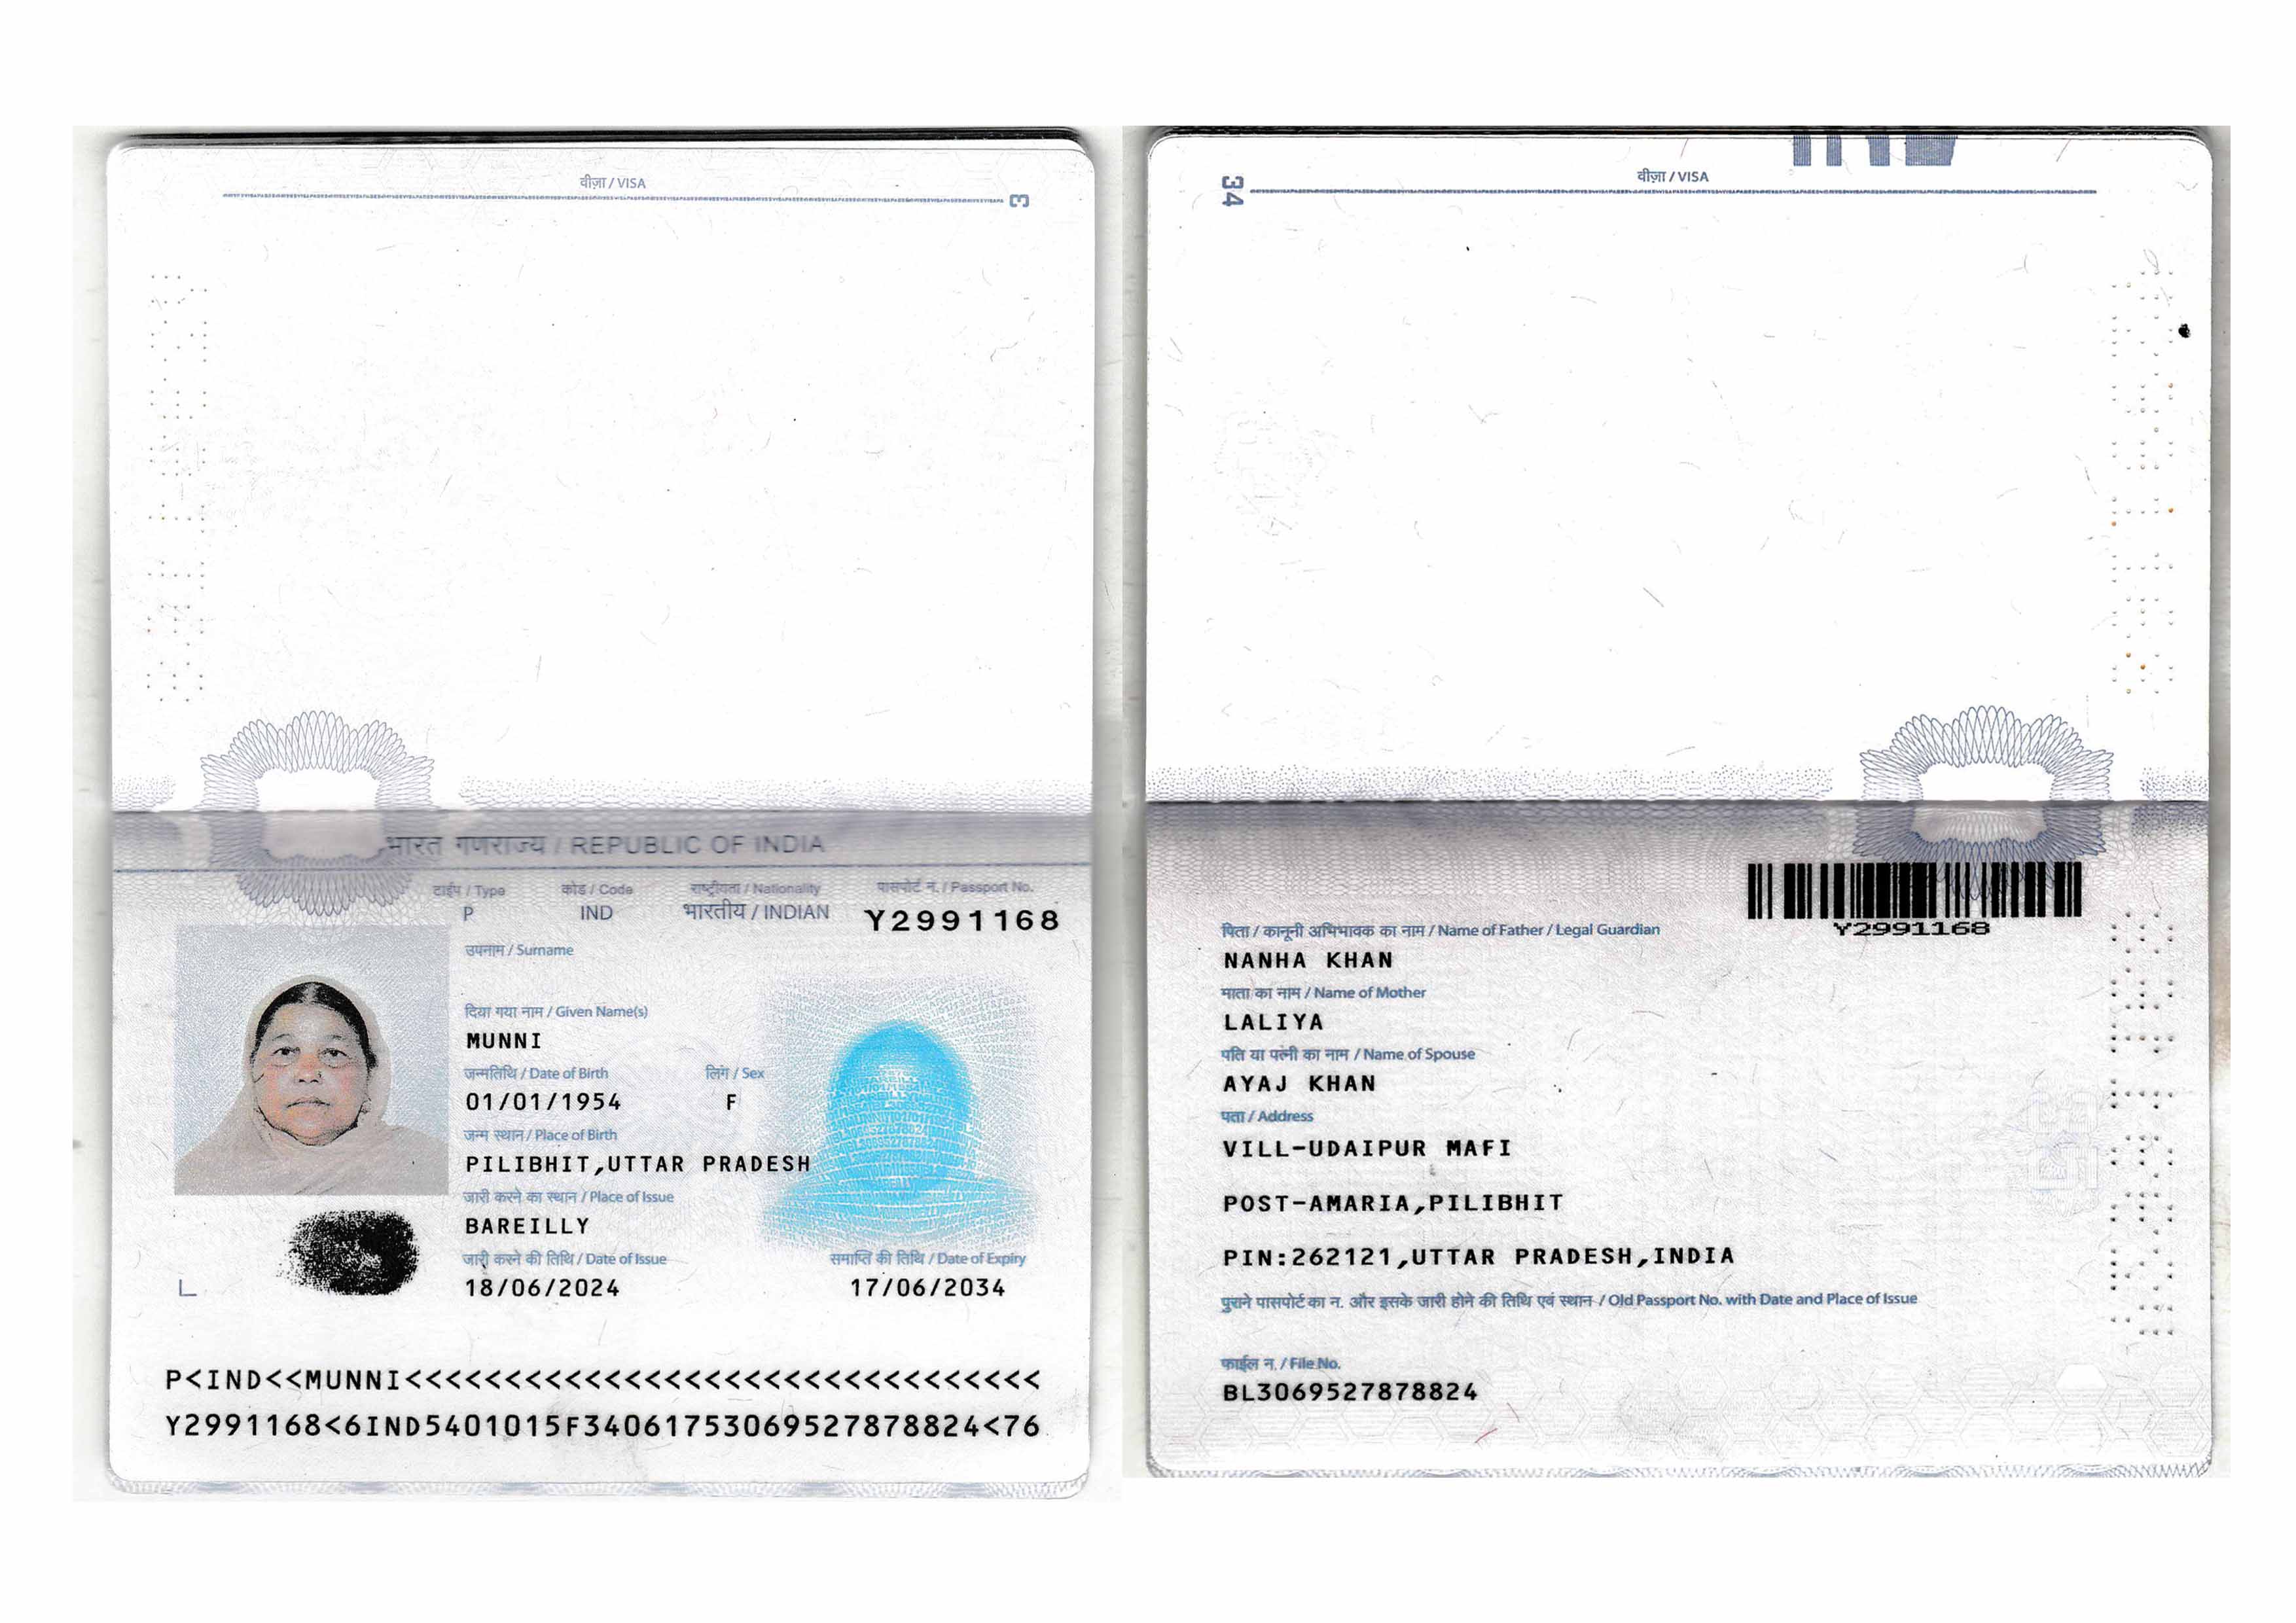 वीज़ा / VISA
3
भारत गणराज्य / REPUBLIC OF INDIA
टाईप / Type
कोड / Code
राष्ट्रीयता / Nationality
पासपोर्ट न. / Passport No.
P
IND
भारतीय / INDIAN
Y2991168
उपनाम / Surname
दिया गया नाम / Given Name(s)
MUNNI
जन्मतिथि / Date of Birth
लिंग / Sex
01/01/1954
F
जन्म स्थान / Place of Birth
PILIBHIT,UTTAR PRADESH
जारी करने का स्थान / Place of Issue
BAREILLY
जारी करने की तिथि / Date of Issue
समाप्ति की तिथि / Date of Expiry
18/06/2024
17/06/2034
P<IND<<MUNNI<<<<<<<<<<<<<<<<<<<<<<<<<<<<<<<<
Y2991168<6IND5401015F34061753069527878824<76
34
वीज़ा / VISA
Y2991168
पिता / कानूनी अभिभावक का नाम / Name of Father / Legal Guardian
NANHA KHAN
माता का नाम / Name of Mother
LALIYA
पति या पत्नी का नाम / Name of Spouse
AYAJ KHAN
पता / Address
VILL-UDAIPUR MAFI
POST-AMARIA,PILIBHIT
PIN:262121,UTTAR PRADESH,INDIA
पुराने पासपोर्ट का न. और इसके जारी होने की तिथि एवं स्थान / Old Passport No. with Date and Place of Issue
फाईल न. / File No.
BL3069527878824